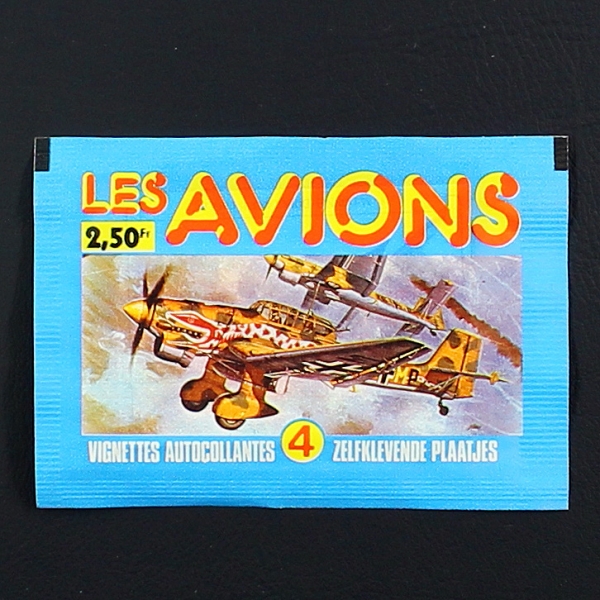 LES AVIONS
2,50Fr
VIGNETTES AUTOCOLLANTES 4 ZELFKLEVENDE PLAATJES